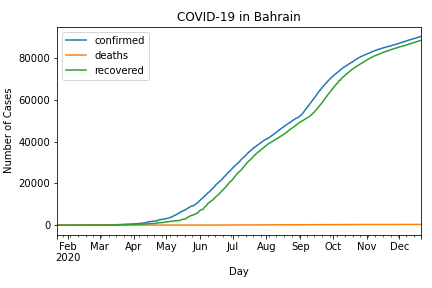 COVID-19 in Bahrain
confirmed
deaths
recovered
Number of Cases
80000
60000
40000
20000
0
Feb Mar Apr May Jun Jul Aug Sep Oct Nov Dec
2020
Day